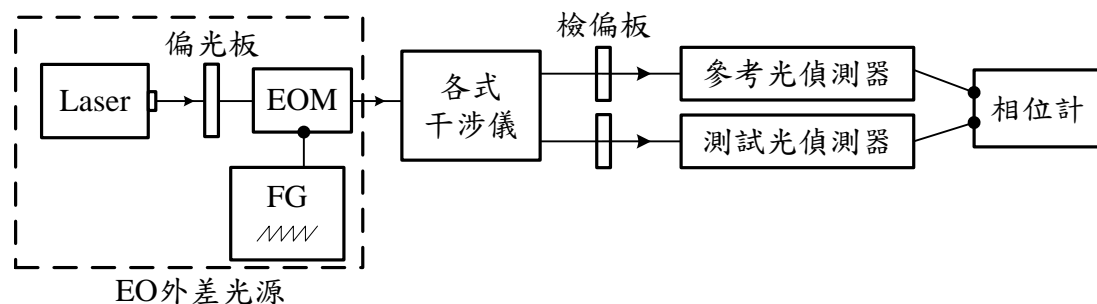 偏光板
Laser
EOM
FG
EO外差光源
各式
干涉儀
檢偏板
參考光偵測器
測試光偵測器
相位計